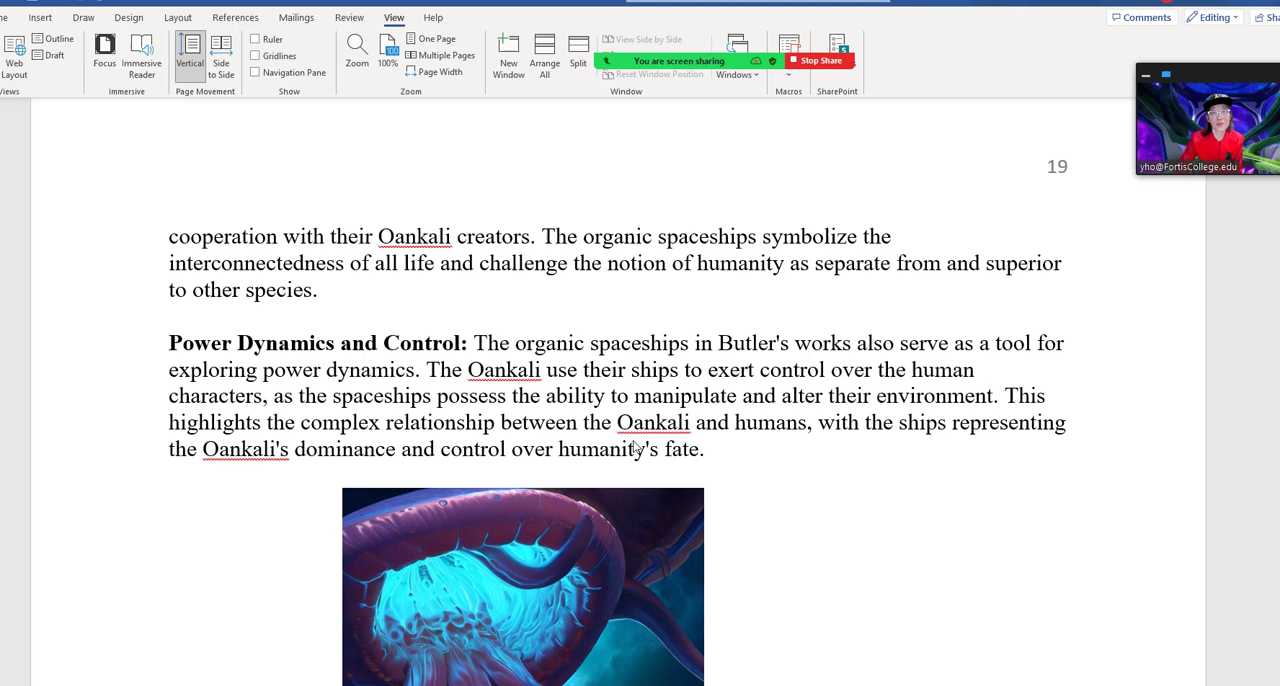 Insert Draw Design Layout References Mailings Review View Help
Comments Editing
Outline
Draft
Web Layout
Focus
Immersive Reader
Vertical
Side to Side
Ruler
Gridlines
Navigation Pane
Zoom
100
100%
One Page
Multiple Pages
Page Width
New Window
Arrange All
Split
View Side by Side
Reset Window Position
You are screen sharing
Stop Share
Windows
Macros
SharePoint
Immersive
Page Movement
Show
Zoom
Window
Macros
SharePoint
yho@FortisCollege.edu
19
cooperation with their Oankali creators. The organic spaceships symbolize the
interconnectedness of all life and challenge the notion of humanity as separate from and superior
to other species.
Power Dynamics and Control: The organic spaceships in Butler's works also serve as a tool for
exploring power dynamics. The Oankali use their ships to exert control over the human
characters, as the spaceships possess the ability to manipulate and alter their environment. This
highlights the complex relationship between the Oankali and humans, with the ships representing
the Oankali's dominance and control over humanity's fate.